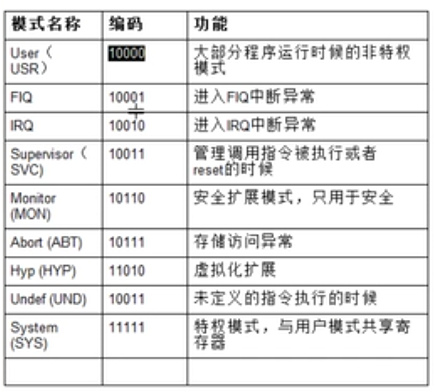 模式名称 编码 功能
User（ 10000 大部分程序运行时候的非特权
USR） 模式
FIQ 10001 进入FIQ中断异常
IRQ 10010 进入IRQ中断异常
Supervisor（ 10011 管理调用指令被执行或者
SVC) reset的时候
Monitor 10110 安全扩展模式，只用于安全
(MON)
Abort (ABT) 10111 存储访问异常
Hyp (HYP) 11010 虚拟化扩展
Undef (UND) 10011 未定义的指令执行的时候
System 11111 特权模式，与用户模式共享寄
(SYS) 存器